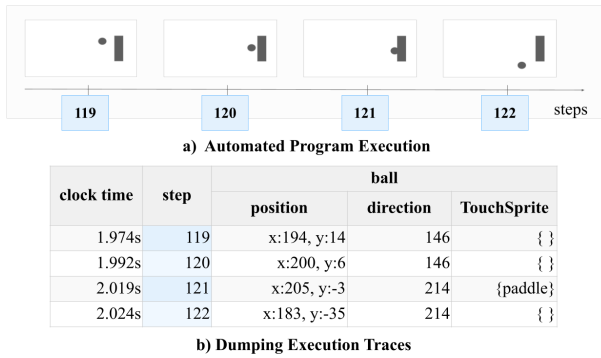 119 120 121 122 steps
a) Automated Program Execution
ball
clock time step
position direction TouchSprite
1.974s 119 x:194, y:14 146 { }
1.992s 120 x:200, y:6 146 { }
2.019s 121 x:205, y:-3 214 {paddle}
2.024s 122 x:183, y:-35 214 { }
b) Dumping Execution Traces